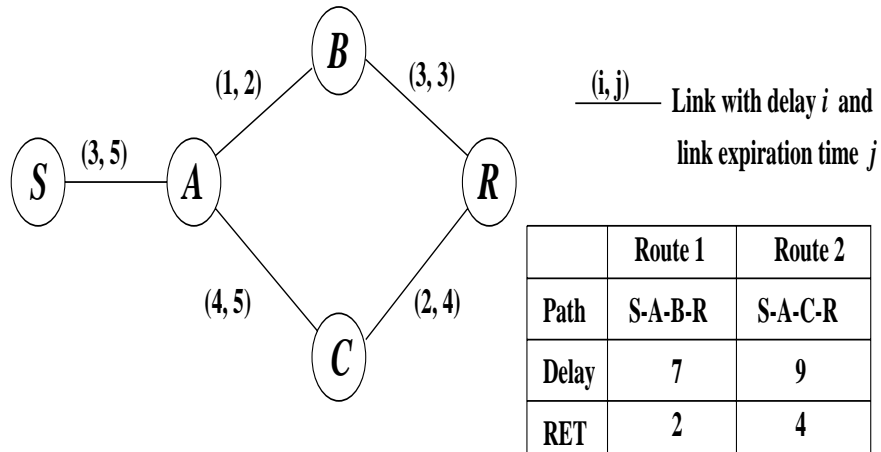 B
(1, 2)
(3, 3)
(i, j)
Link with delay i and
link expiration time j
(3, 5)
S
A
R
(4, 5)
(2, 4)
C
Route 1 Route 2
Path S-A-B-R S-A-C-R
Delay 7 9
RET 2 4